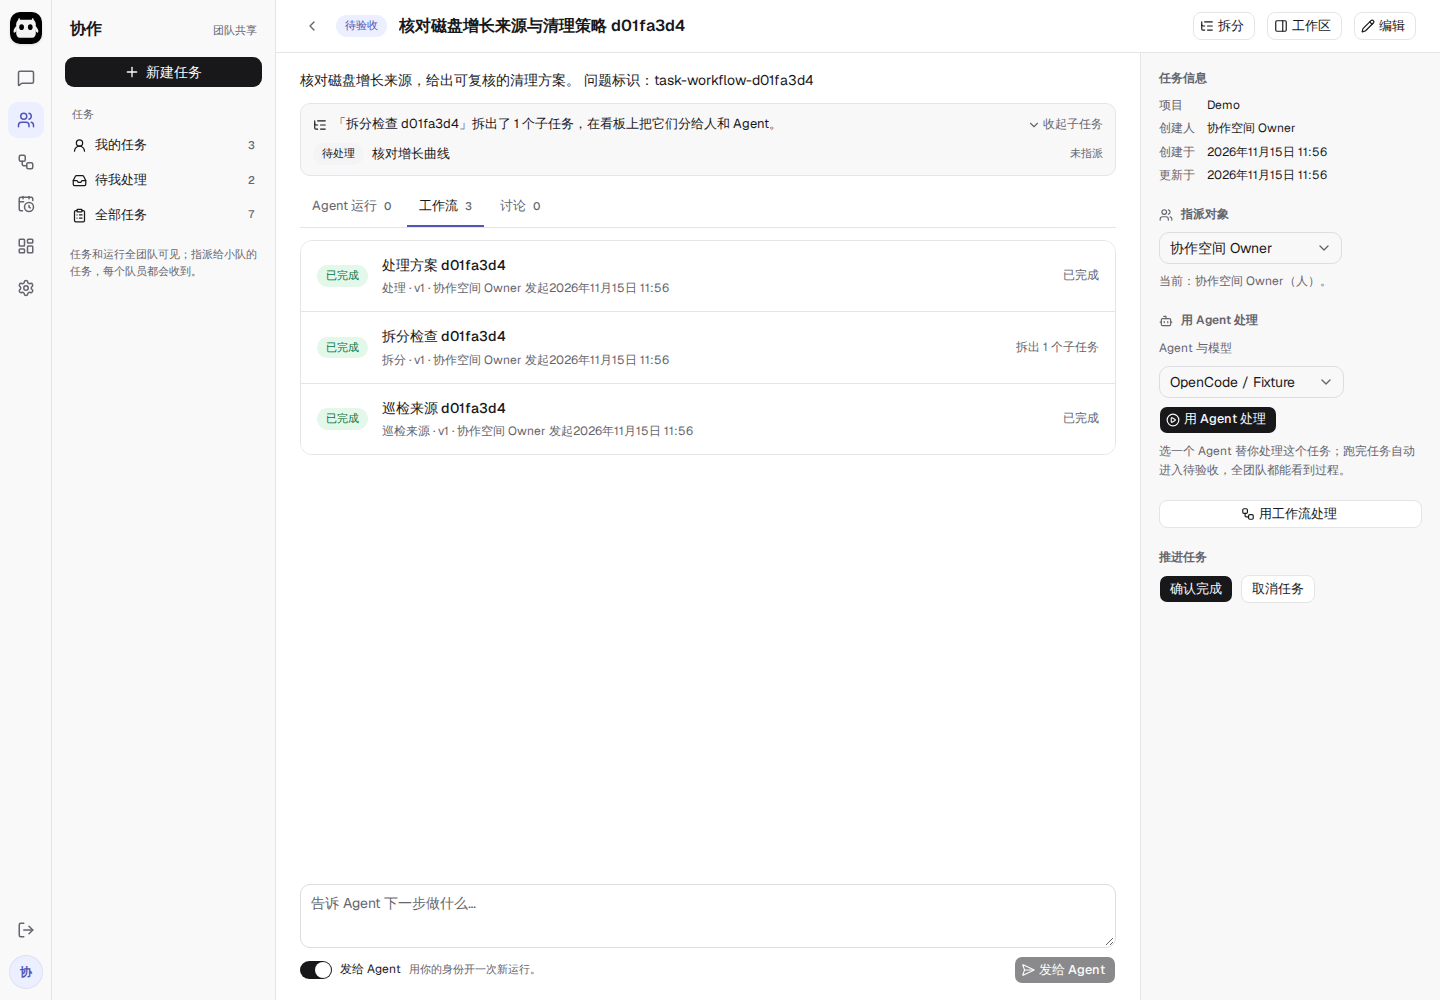 协作
团队共享
新建任务
任务
我的任务 3
待我处理 2
全部任务 7
任务和运行全团队可见；指派给小队的
任务，每个队员都会收到。
协
待验收
核对磁盘增长来源与清理策略 d01fa3d4
拆分
工作区
编辑
核对磁盘增长来源，给出可复核的清理方案。 问题标识：task-workflow-d01fa3d4
「拆分检查 d01fa3d4」拆出了 1 个子任务，在看板上把它们分给人和 Agent。
收起子任务
待处理 核对增长曲线 未指派
Agent 运行 0
工作流 3
讨论 0
已完成
处理方案 d01fa3d4
处理 · v1 · 协作空间 Owner 发起2026年11月15日 11:56
已完成
已完成
拆分检查 d01fa3d4
拆分 · v1 · 协作空间 Owner 发起2026年11月15日 11:56
拆出 1 个子任务
已完成
巡检来源 d01fa3d4
巡检来源 · v1 · 协作空间 Owner 发起2026年11月15日 11:56
已完成
告诉 Agent 下一步做什么...
发给 Agent 用你的身份开一次新运行。
发给 Agent
任务信息
项目 Demo
创建人 协作空间 Owner
创建于 2026年11月15日 11:56
更新于 2026年11月15日 11:56
指派对象
协作空间 Owner
当前：协作空间 Owner（人）。
用 Agent 处理
Agent 与模型
OpenCode / Fixture
用 Agent 处理
选一个 Agent 替你处理这个任务；跑完任务自动
进入待验收，全团队都能看到过程。
用工作流处理
推进任务
确认完成
取消任务